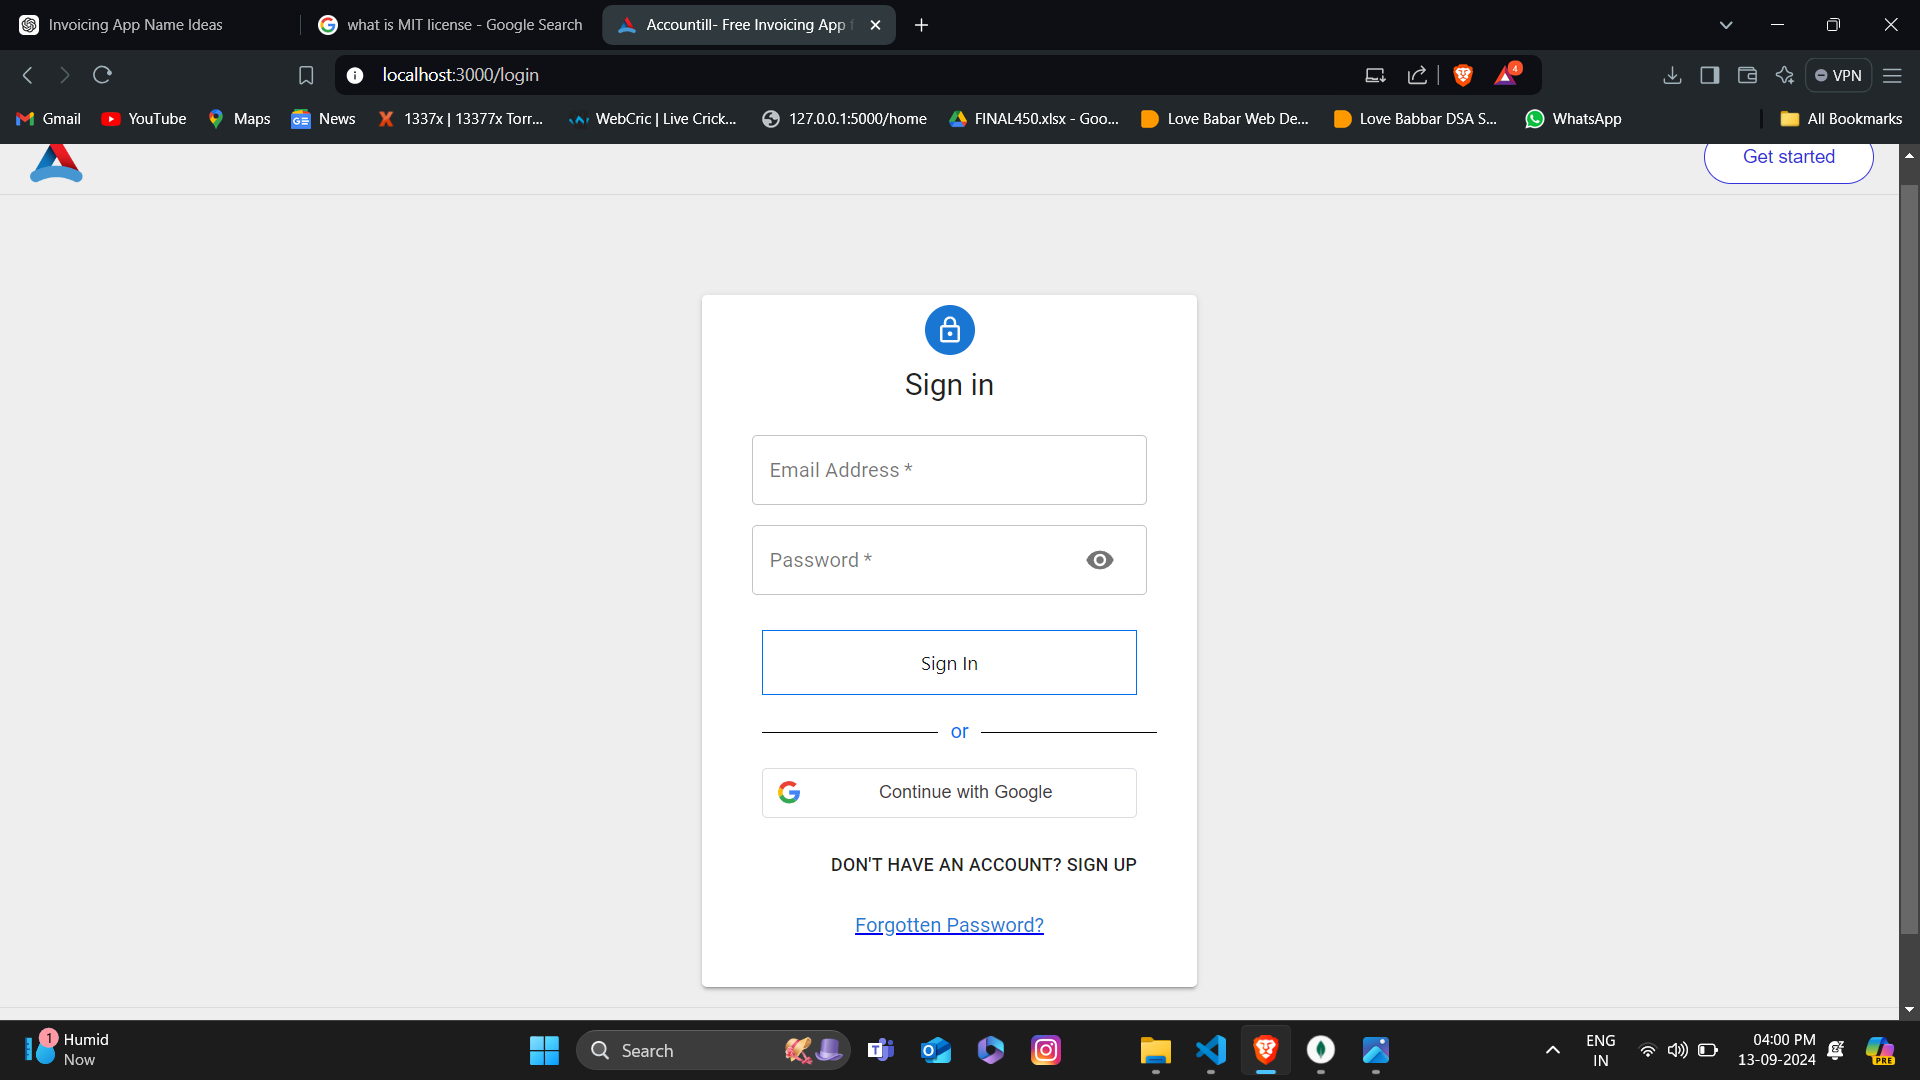 Invoicing App Name Ideas
what is MIT license - Google Search
Accountill- Free Invoicing App
localhost:3000/login
4
VPN
Gmail
YouTube
Maps
News
1337x | 13377x Torr...
WebCric | Live Crick...
127.0.0.1:5000/home
FINAL450.xlsx - Goo...
Love Babar Web De...
Love Babbar DSA S...
WhatsApp
All Bookmarks
Get started
Sign in
Email Address *
Password *
Sign In
or
Continue with Google
DON'T HAVE AN ACCOUNT? SIGN UP
Forgotten Password?
1
Humid
Now
Search
ENG
IN
04:00 PM
13-09-2024
PRE